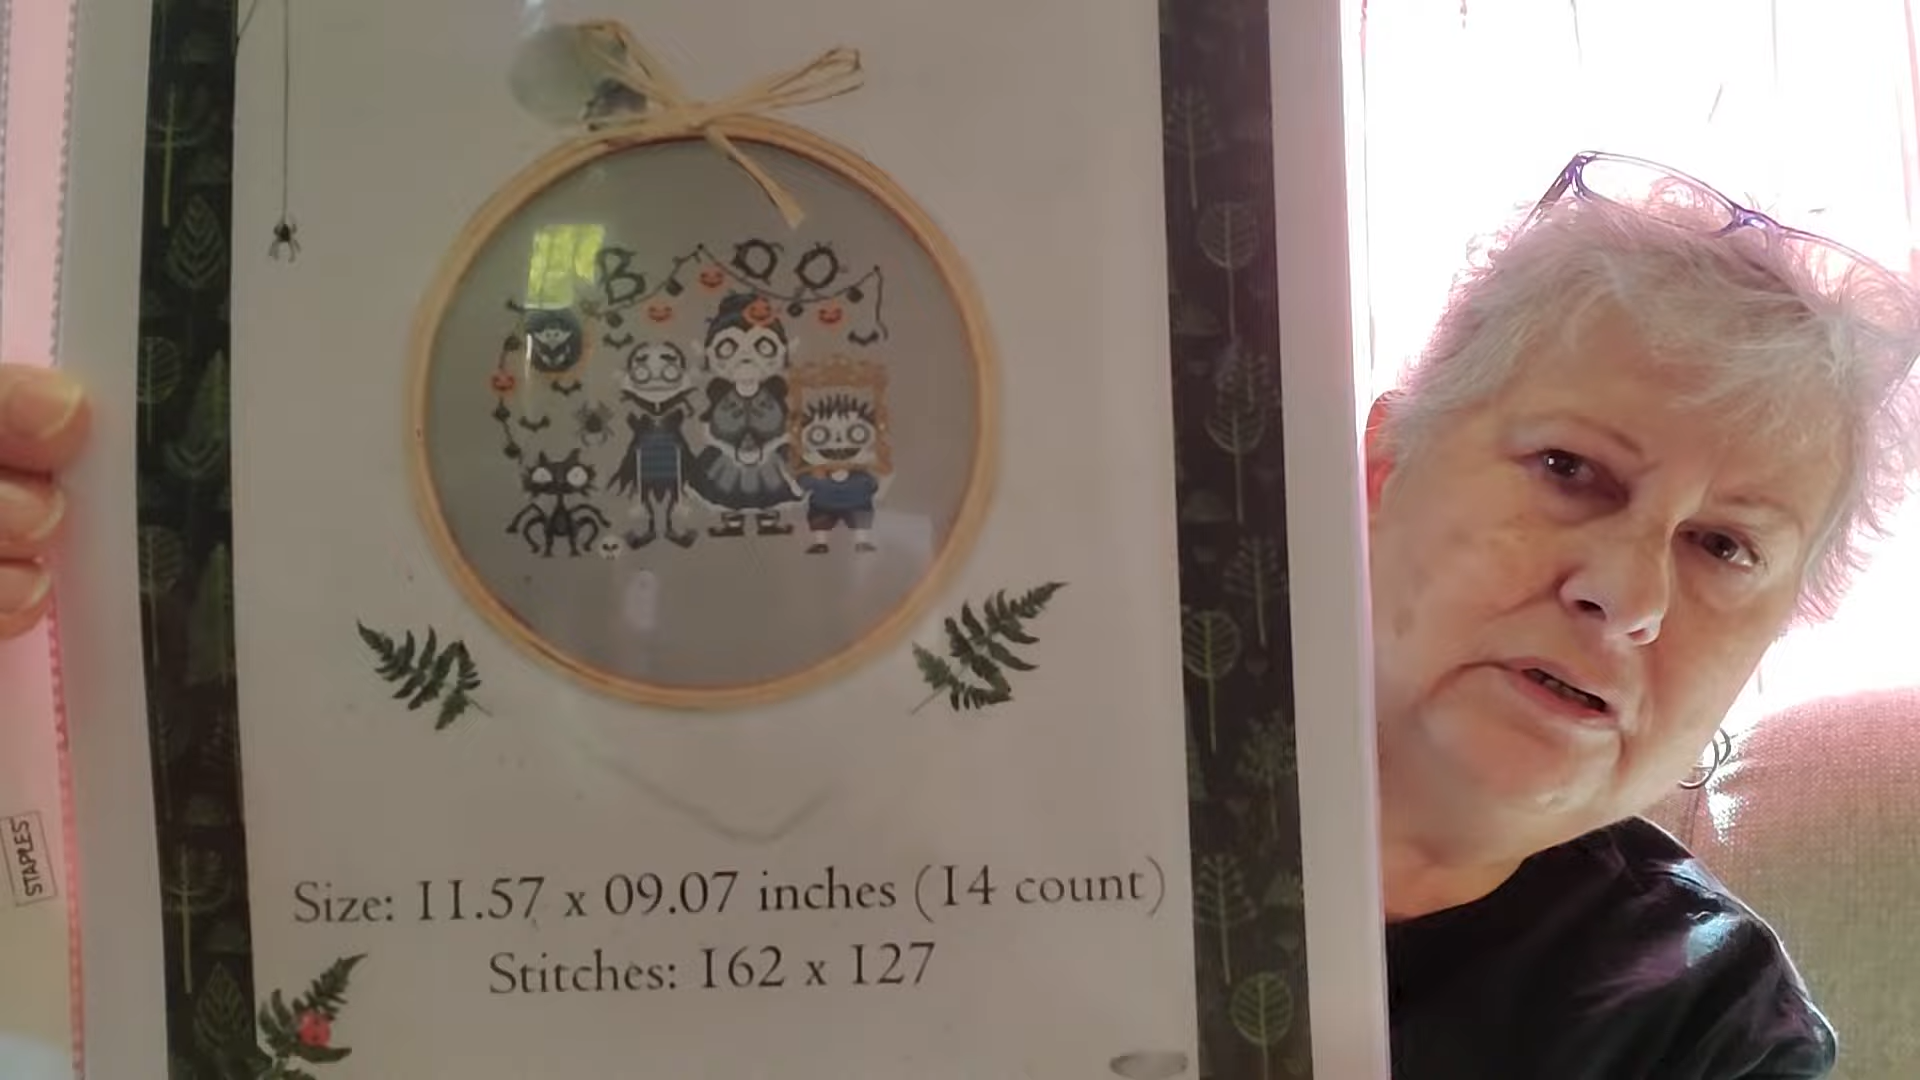 BOO
Size: 11.57 x 09.07 inches (14 count)
Stitches: 162 x 127
STAPLES